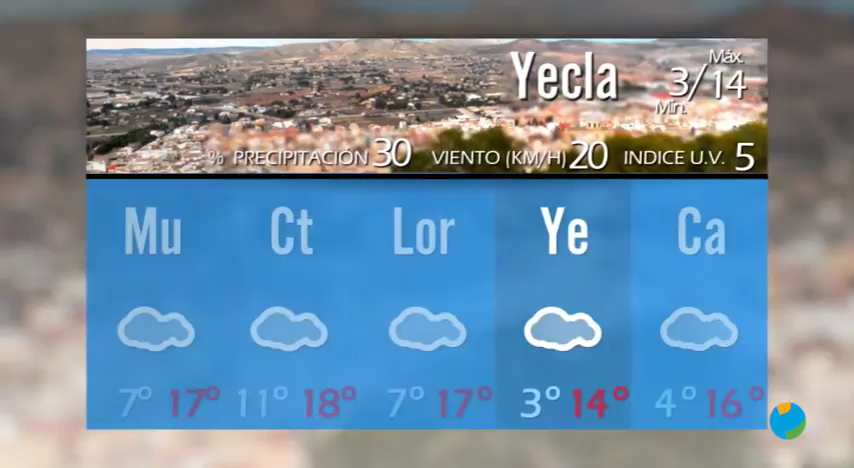 Yecla
Máx.
3/14
Mín.
% PRECIPITACIÓN 30 VIENTO (KM/H) 20 INDICE U.V. 5
Mu Ct Lor Ye Ca
7° 17° 11° 18° 7° 17° 3° 14° 4° 16°